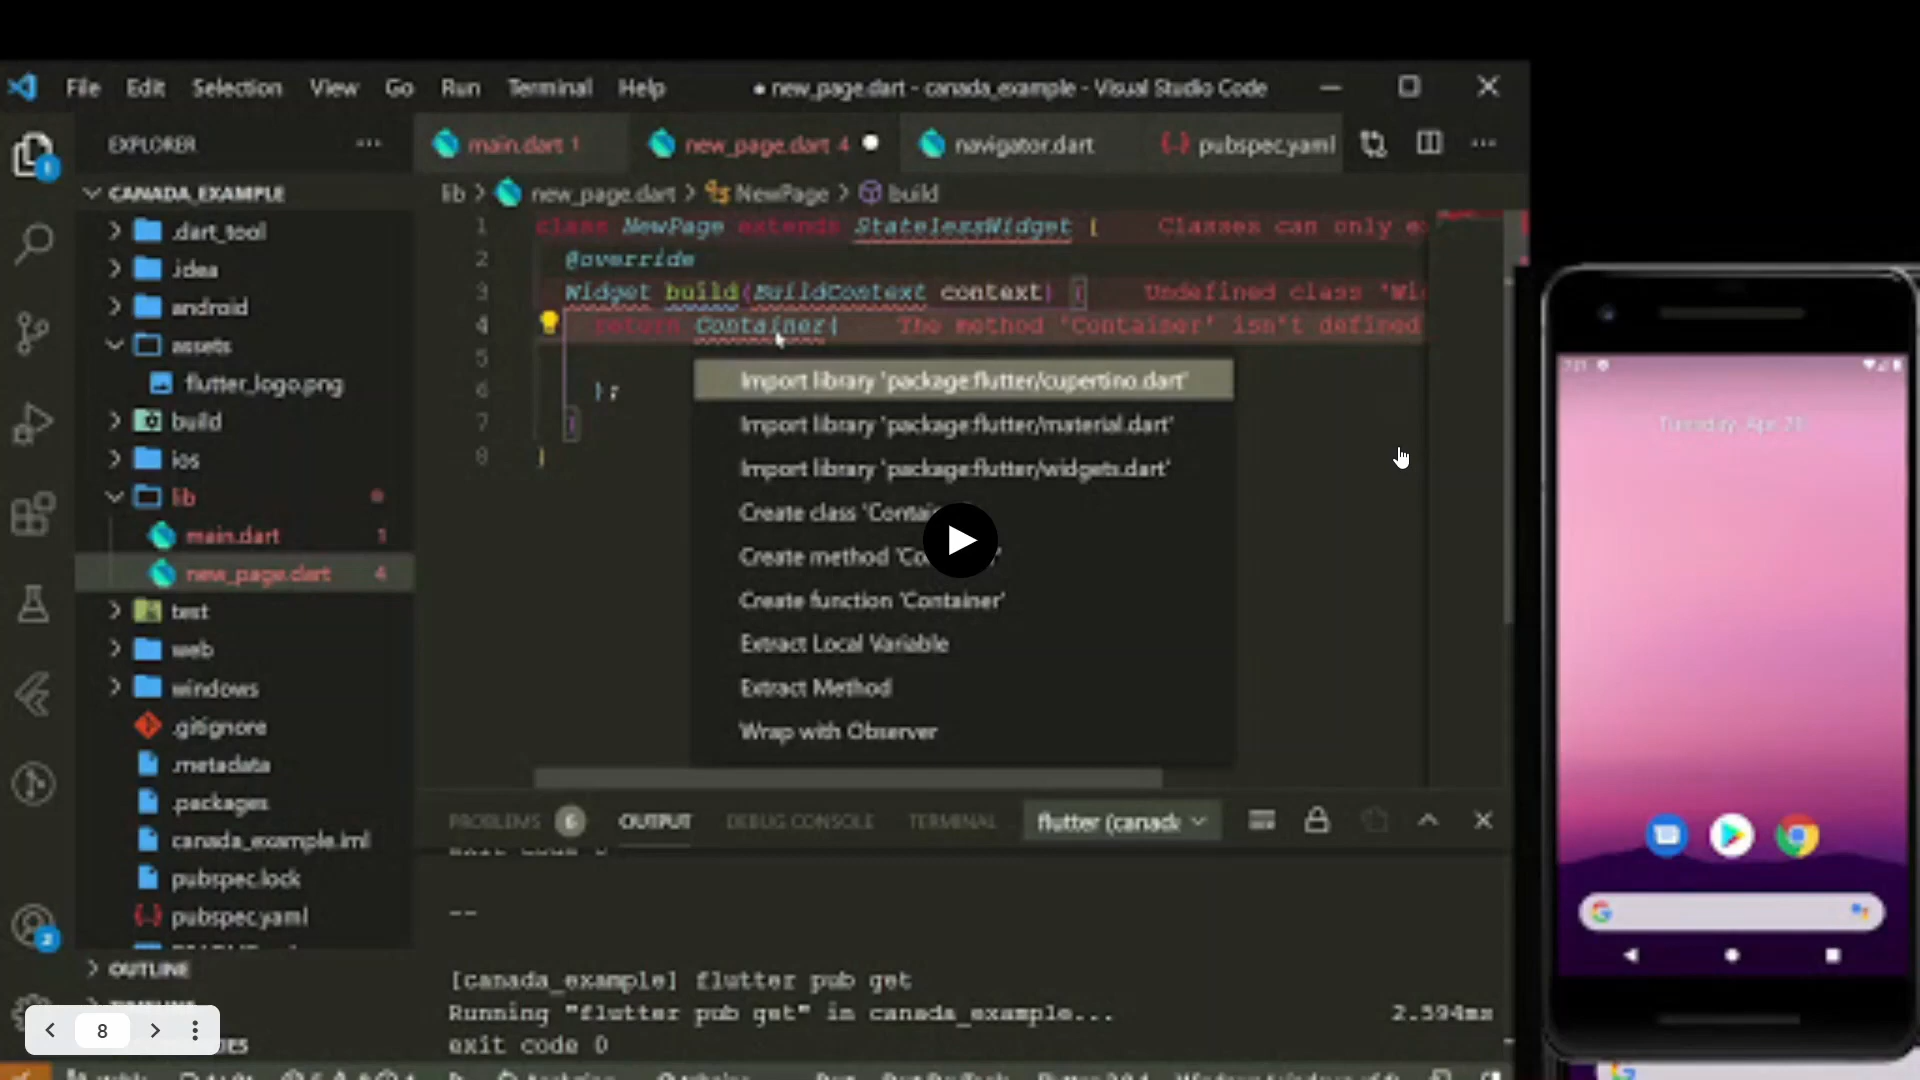 File Edit Selection View Go Run Terminal Help
● new_page.dart - canada_example - Visual Studio Code
EXPLORER
main.dart 1
new_page.dart 4
navigator.dart
pubspec.yaml
CANADA_EXAMPLE
lib > new_page.dart > NewPage > build
.dart_tool
.idea
android
assets
flutter_logo.png
build
ios
lib
main.dart 1
new_page.dart 4
test
web
windows
.gitignore
.metadata
.packages
canada_example.iml
pubspec.lock
pubspec.yaml
OUTLINE
1 class NewPage extends StatelessWidget { Classes can only
2 @override
3 Widget build(BuildContext context) { Undefined class
4 return Container( The method 'Container' isn't defined
5
6 );
7 }
8 }
Import library 'package:flutter/cupertino.dart'
Import library 'package:flutter/material.dart'
Import library 'package:flutter/widgets.dart'
Create class
Create method
Create function 'Container'
Extract Local Variable
Extract Method
Wrap with Observer
PROBLEMS 6 OUTPUT DEBUG CONSOLE TERMINAL
--
[canada_example] flutter pub get
Running "flutter pub get" in canada_example... 2.594ms
exit code 0
8
1
2